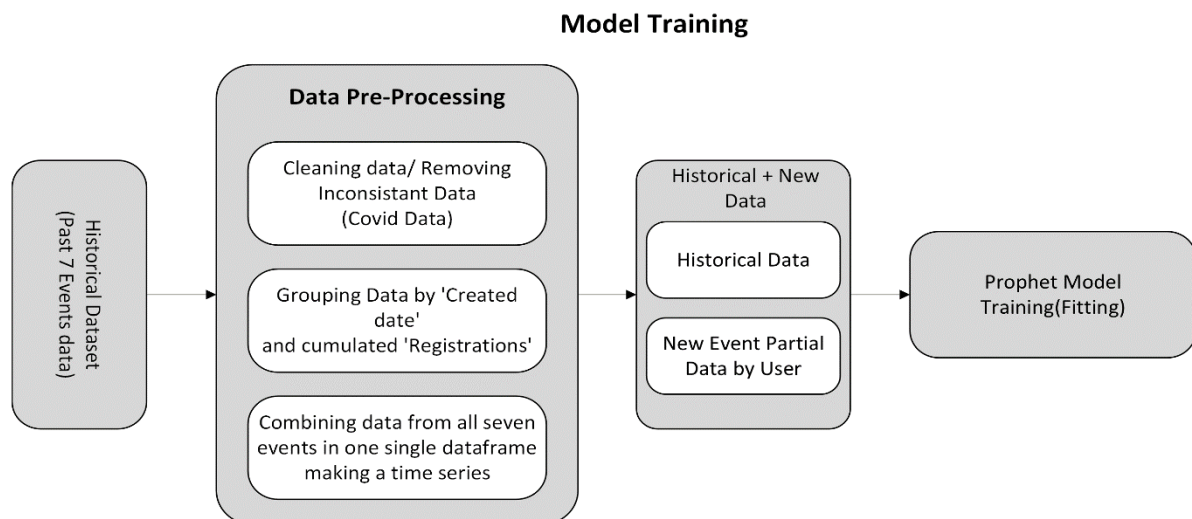 Model Training
Historical Dataset
(Past 7 Events data)
Data Pre-Processing
Cleaning data/ Removing
Inconsistant Data
(Covid Data)
Grouping Data by 'Created
date'
and cumulated 'Registrations'
Combining data from all seven
events in one single dataframe
making a time series
Historical + New
Data
Historical Data
New Event Partial
Data by User
Prophet Model
Training(Fitting)